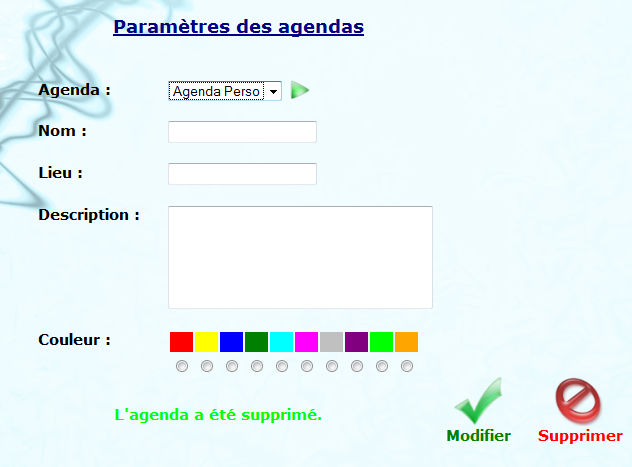 Paramètres des agendas
Agenda : Agenda Perso
Nom :
Lieu :
Description :
Couleur :
L'agenda a été supprimé.
Modifier Supprimer